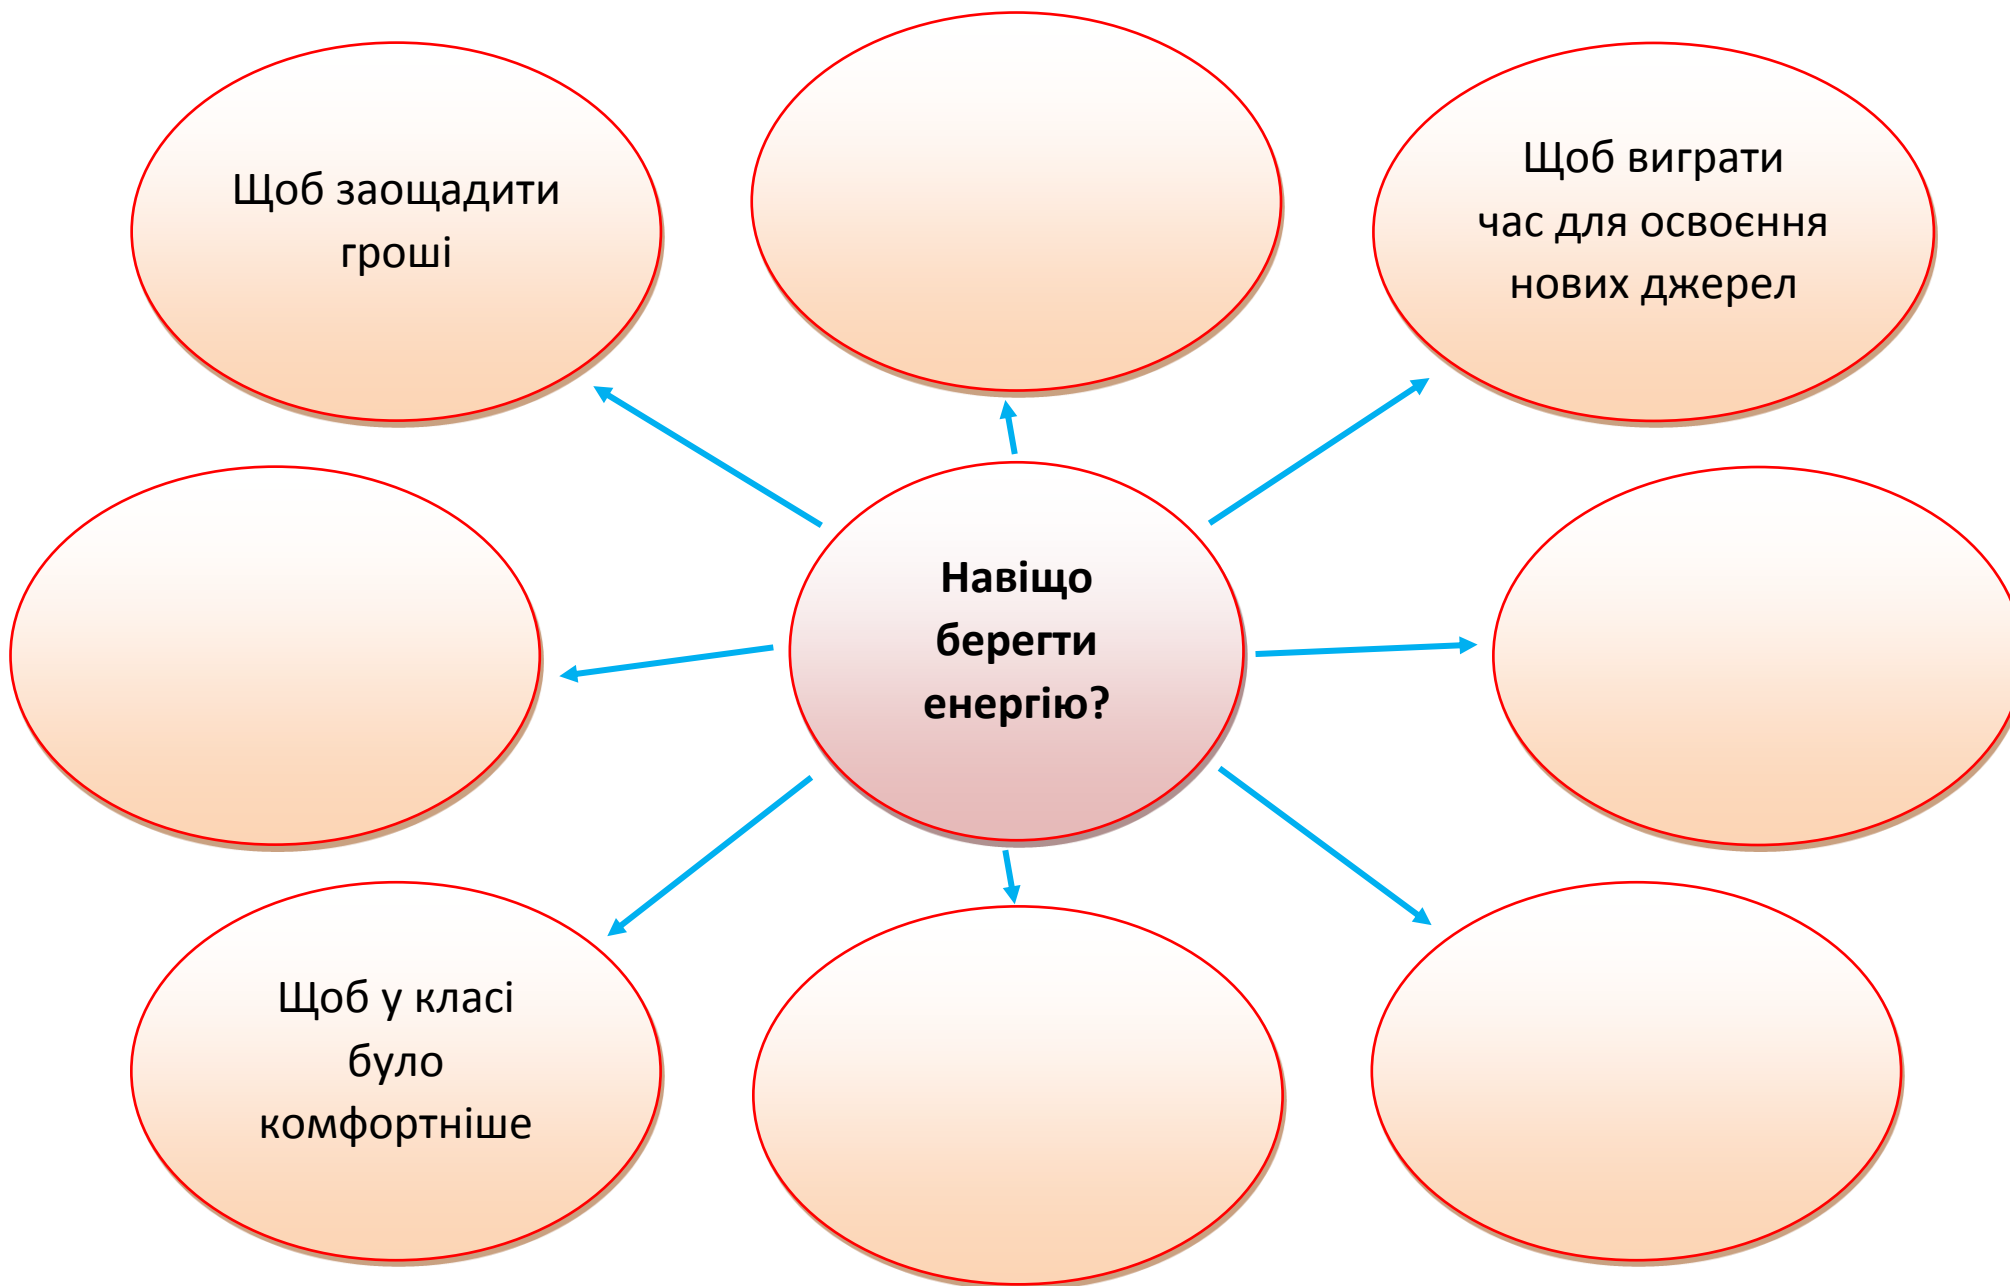 Щоб заощадити
гроші
Щоб виграти
час для освоєння
нових джерел
Навіщо
берегти
енергію?
Щоб у класі
було
комфортніше